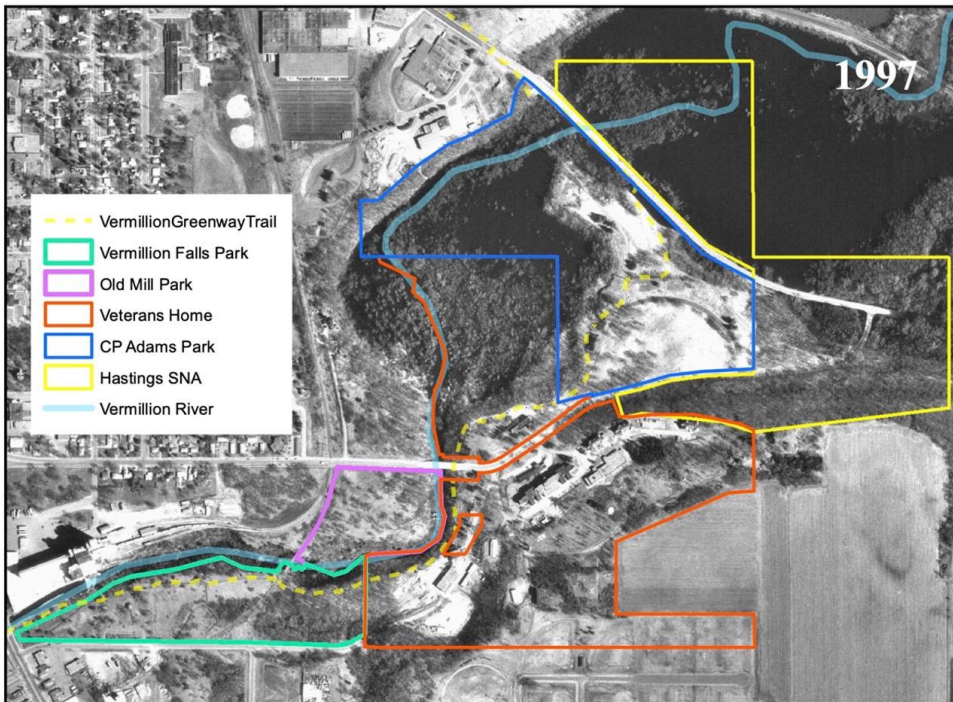 1997
VermillionGreenwayTrail
Vermillion Falls Park
Old Mill Park
Veterans Home
CP Adams Park
Hastings SNA
Vermillion River